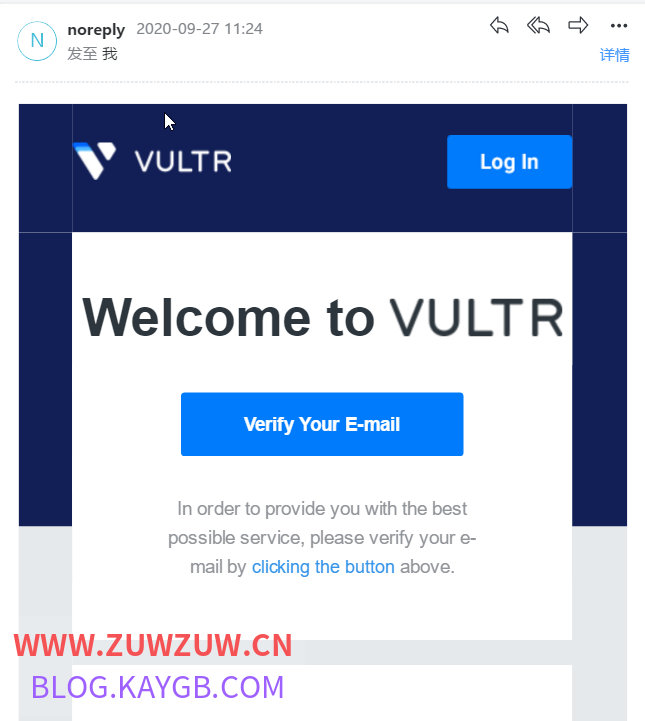 N
noreply 2020-09-27 11:24
发至 我
详情
VULTR
Log In
Welcome to VULTR
Verify Your E-mail
In order to provide you with the best
possible service, please verify your e-
mail by clicking the button above.
WWW.ZUWZUW.CN
BLOG.KAYGB.COM